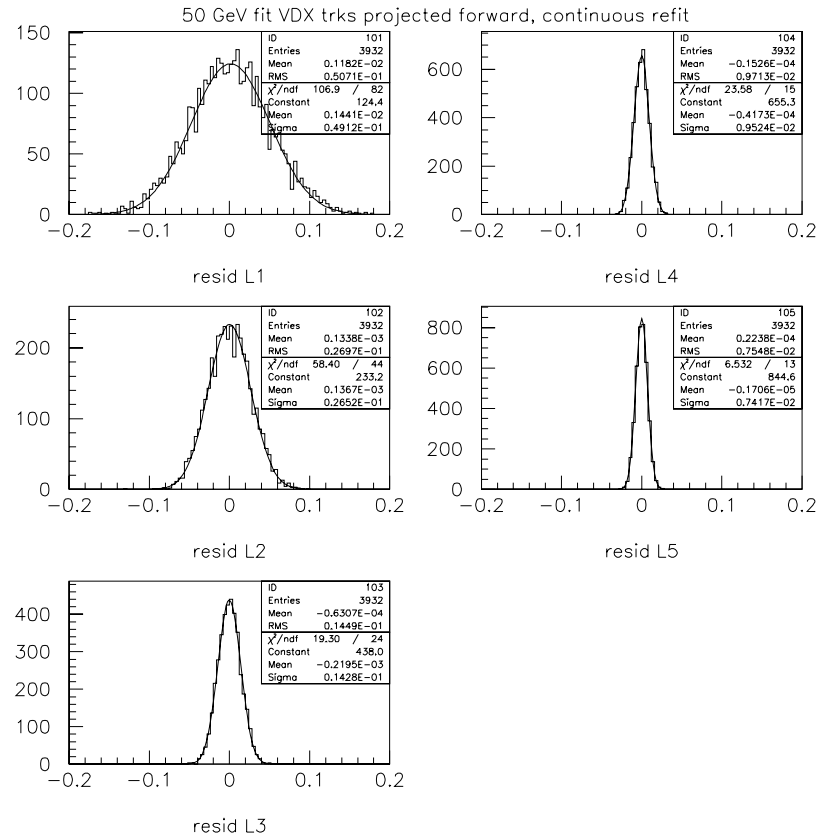 50 GeV fit VDX trks projected forward, continuous refit
ID 101
Entries 3932
Mean 0.1182E-02
RMS 0.5071E-01
χ²/ndf 106.9 / 82
Constant 124.4
Mean 0.1441E-02
Sigma 0.4912E-01
150
100
50
0
-0.2 -0.1 0 0.1 0.2
resid L1
ID 104
Entries 3932
Mean -0.1526E-04
RMS 0.9713E-02
χ²/ndf 23.58 / 15
Constant 655.3
Mean -0.4173E-04
Sigma 0.9524E-02
600
400
200
0
-0.2 -0.1 0 0.1 0.2
resid L4
ID 102
Entries 3932
Mean 0.1338E-03
RMS 0.2697E-01
χ²/ndf 58.40 / 44
Constant 233.2
Mean 0.1367E-03
Sigma 0.2652E-01
200
100
0
-0.2 -0.1 0 0.1 0.2
resid L2
ID 105
Entries 3932
Mean 0.2238E-04
RMS 0.7548E-02
χ²/ndf 6.532 / 13
Constant 844.6
Mean -0.1706E-05
Sigma 0.7417E-02
800
600
400
200
0
-0.2 -0.1 0 0.1 0.2
resid L5
ID 103
Entries 3932
Mean -0.6307E-04
RMS 0.1449E-01
χ²/ndf 19.30 / 24
Constant 438.0
Mean -0.2195E-03
Sigma 0.1428E-01
400
300
200
100
0
-0.2 -0.1 0 0.1 0.2
resid L3